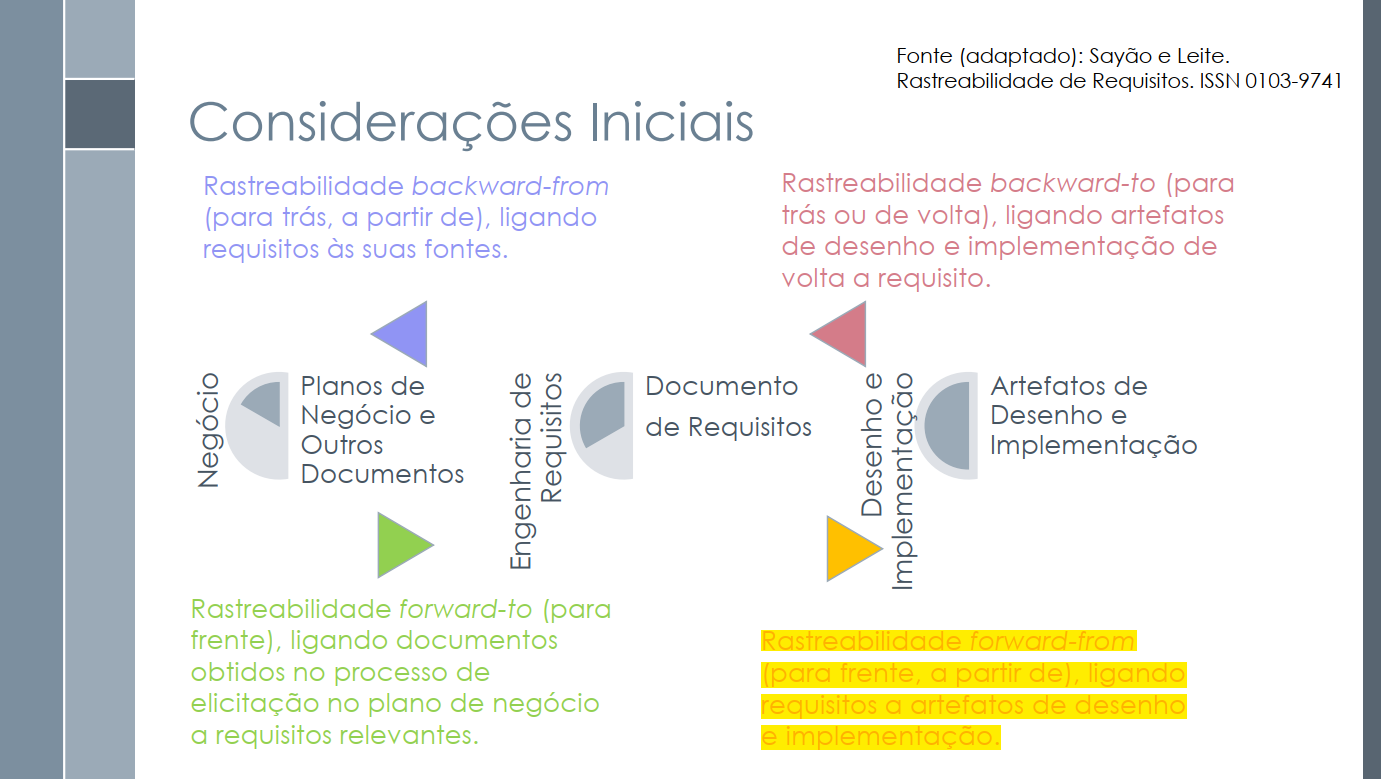 Fonte (adaptado): Sayão e Leite.
Rastreabilidade de Requisitos. ISSN 0103-9741
Considerações Iniciais
Rastreabilidade backward-from
(para trás, a partir de), ligando
requisitos às suas fontes.
Rastreabilidade backward-to (para
trás ou de volta), ligando artefatos
de desenho e implementação de
volta a requisito.
Negócio
Planos de
Negócio e
Outros
Documentos
Engenharia de
Requisitos
Documento
de Requisitos
Desenho e
Implementação
Artefatos de
Desenho e
Implementação
Rastreabilidade forward-to (para
frente), ligando documentos
obtidos no processo de
elicitação no plano de negócio
a requisitos relevantes.
Rastreabilidade forward-from
(para frente, a partir de), ligando
requisitos a artefatos de desenho
e implementação.